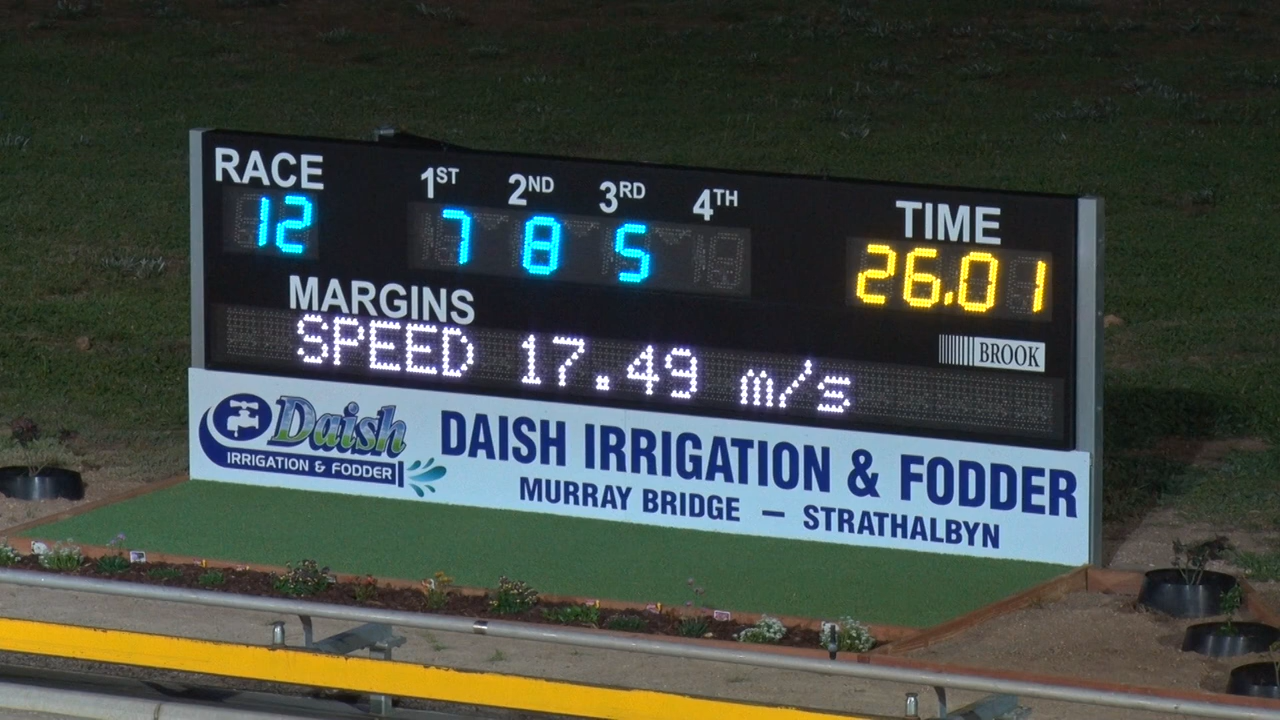 RACE 1ST 2ND 3RD 4TH TIME
12 7 8 5 26.01
MARGINS
BROOK
SPEED 17.49 m/s
Daish
IRRIGATION & FODDER
DAISH IRRIGATION & FODDER
MURRAY BRIDGE – STRATHALBYN